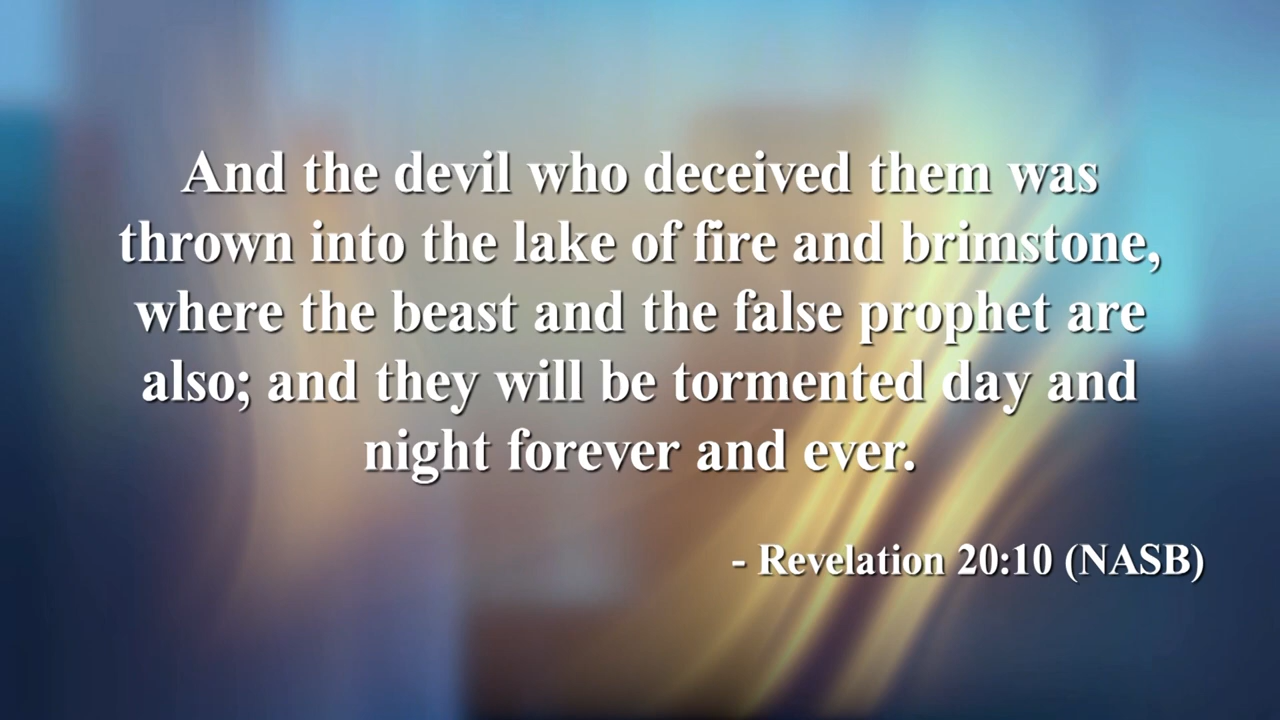 And the devil who deceived them was
thrown into the lake of fire and brimstone,
where the beast and the false prophet are
also; and they will be tormented day and
night forever and ever.
- Revelation 20:10 (NASB)